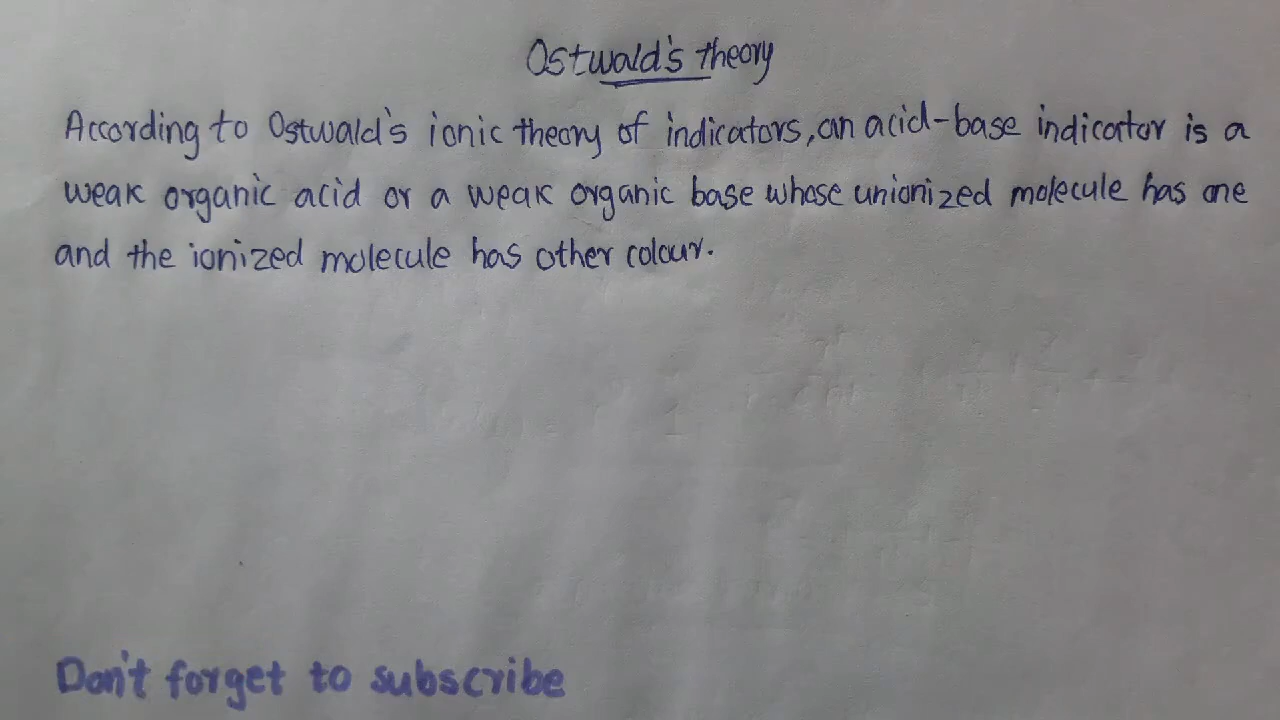 Ostwald's theory
According to Ostwald's ionic theory of indicators, an acid-base indicator is a
weak organic acid or a weak organic base whose unionized molecule has one
and the ionized molecule has other colour.
Don't forget to subscribe